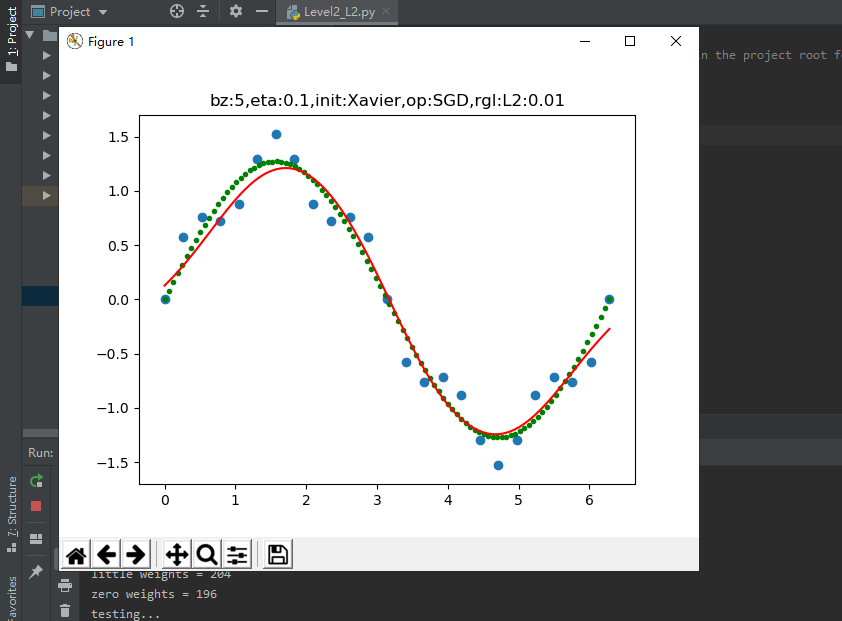 1: Project
Project
Level2_L2.py
Figure 1
n the project root f
bz:5,eta:0.1,init:Xavier,op:SGD,rgl:L2:0.01
1.5
1.0
0.5
0.0
−0.5
−1.0
−1.5
0 1 2 3 4 5 6
Run:
7: Structure
Favorites
little weights = 204
zero weights = 196
testing...